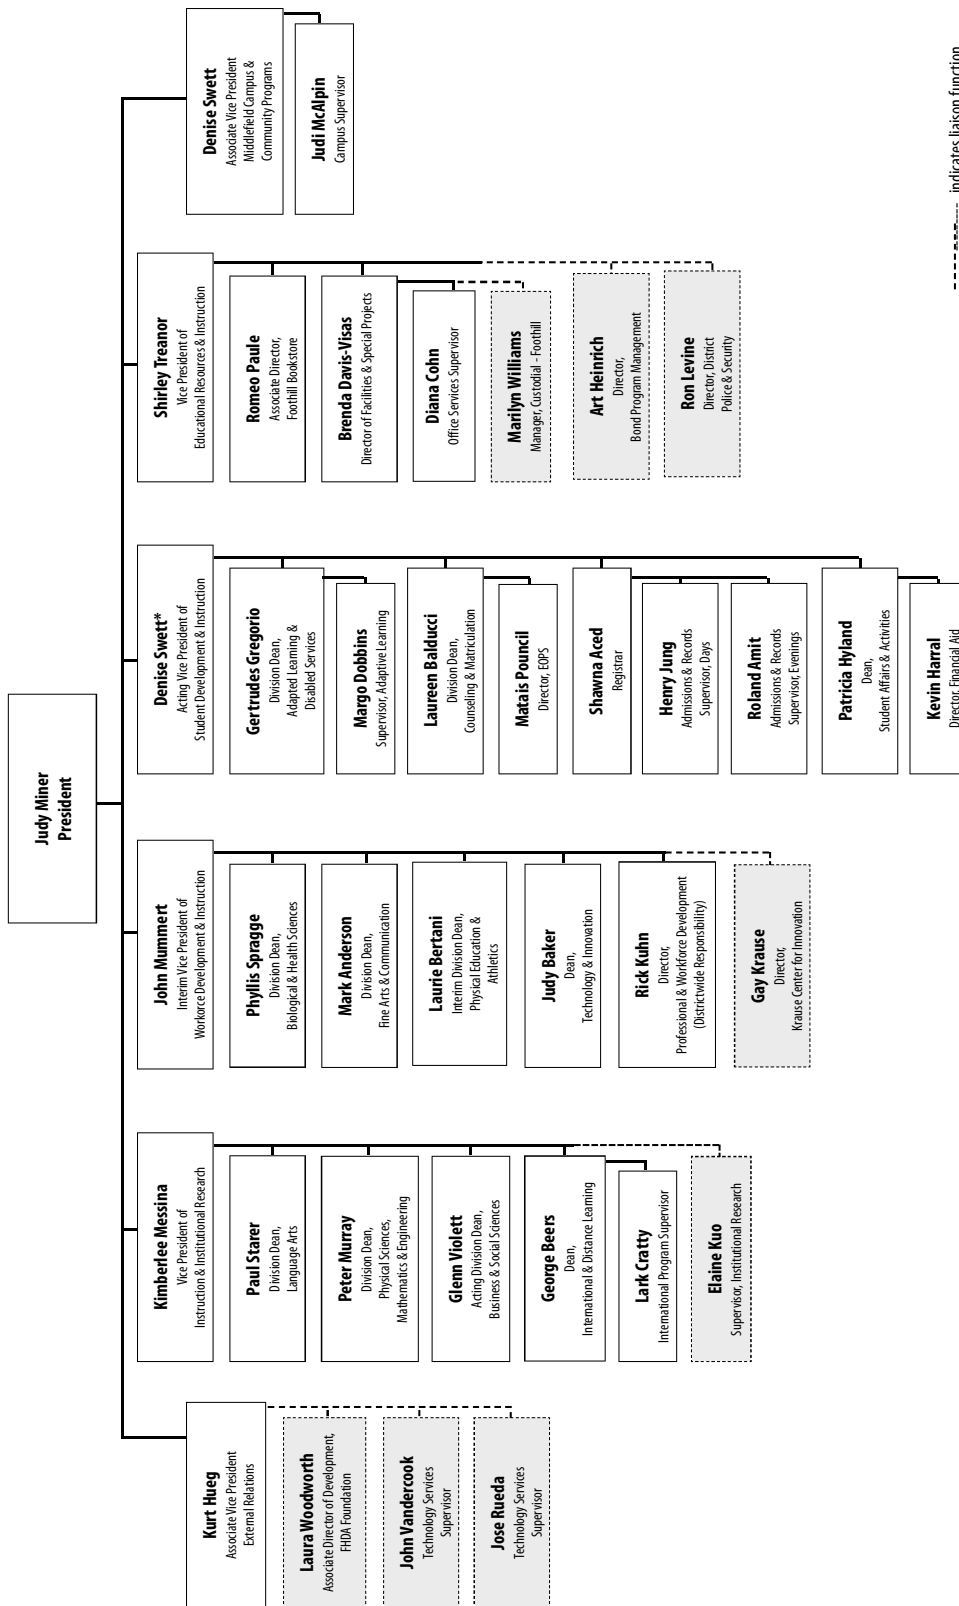 Judy Miner
President
Kurt Hueg
Associate Vice President
External Relations
Laura Woodworth
Associate Director of Development,
FHDA Foundation
John Vandercook
Technology Services
Supervisor
Jose Rueda
Technology Services
Supervisor
Kimberlee Messina
Vice President of
Instruction & Institutional Research
Paul Starer
Division Dean,
Language Arts
Peter Murray
Division Dean,
Physical Sciences,
Mathematics & Engineering
Glenn Violett
Acting Division Dean,
Business & Social Sciences
George Beers
Dean,
International & Distance Learning
Lark Cratty
International Program Supervisor
Elaine Kuo
Supervisor, Institutional Research
John Mummert
Interim Vice President of
Workorce Development & Instruction
Phyllis Spragge
Division Dean,
Biological & Health Sciences
Mark Anderson
Division Dean,
Fine Arts & Communication
Laurie Bertani
Interim Division Dean,
Physical Education &
Athletics
Judy Baker
Dean,
Technology & Innovation
Rick Kuhn
Director,
Professional & Workforce Development
(Districtwide Responsibility)
Gay Krause
Director,
Krause Center for Innovation
Denise Swett*
Acting Vice President of
Student Development & Instruction
Gertrudes Gregorio
Division Dean,
Adapted Learning &
Disabled Services
Margo Dobbins
Supervisor, Adaptive Learning
Laureen Balducci
Division Dean,
Counseling & Matriculation
Matais Pouncil
Director, EOPS
Shawna Aced
Registrar
Henry Jung
Admissions & Records
Supervisor, Days
Roland Amit
Admissions & Records
Supervisor, Evenings
Patricia Hyland
Dean,
Student Affairs & Activities
Kevin Harral
Director, Financial Aid
Shirley Treanor
Vice President of
Educational Resources & Instruction
Romeo Paule
Associate Director,
Foothill Bookstore
Brenda Davis-Visas
Director of Facilities & Special Projects
Diana Cohn
Office Services Supervisor
Marilyn Williams
Manager, Custodial - Foothill
Art Heinrich
Director,
Bond Program Management
Ron Levine
Director, District
Police & Security
Denise Swett
Associate Vice President
Middlefield Campus &
Community Programs
Judi McAlpin
Campus Supervisor
indicates liaison function